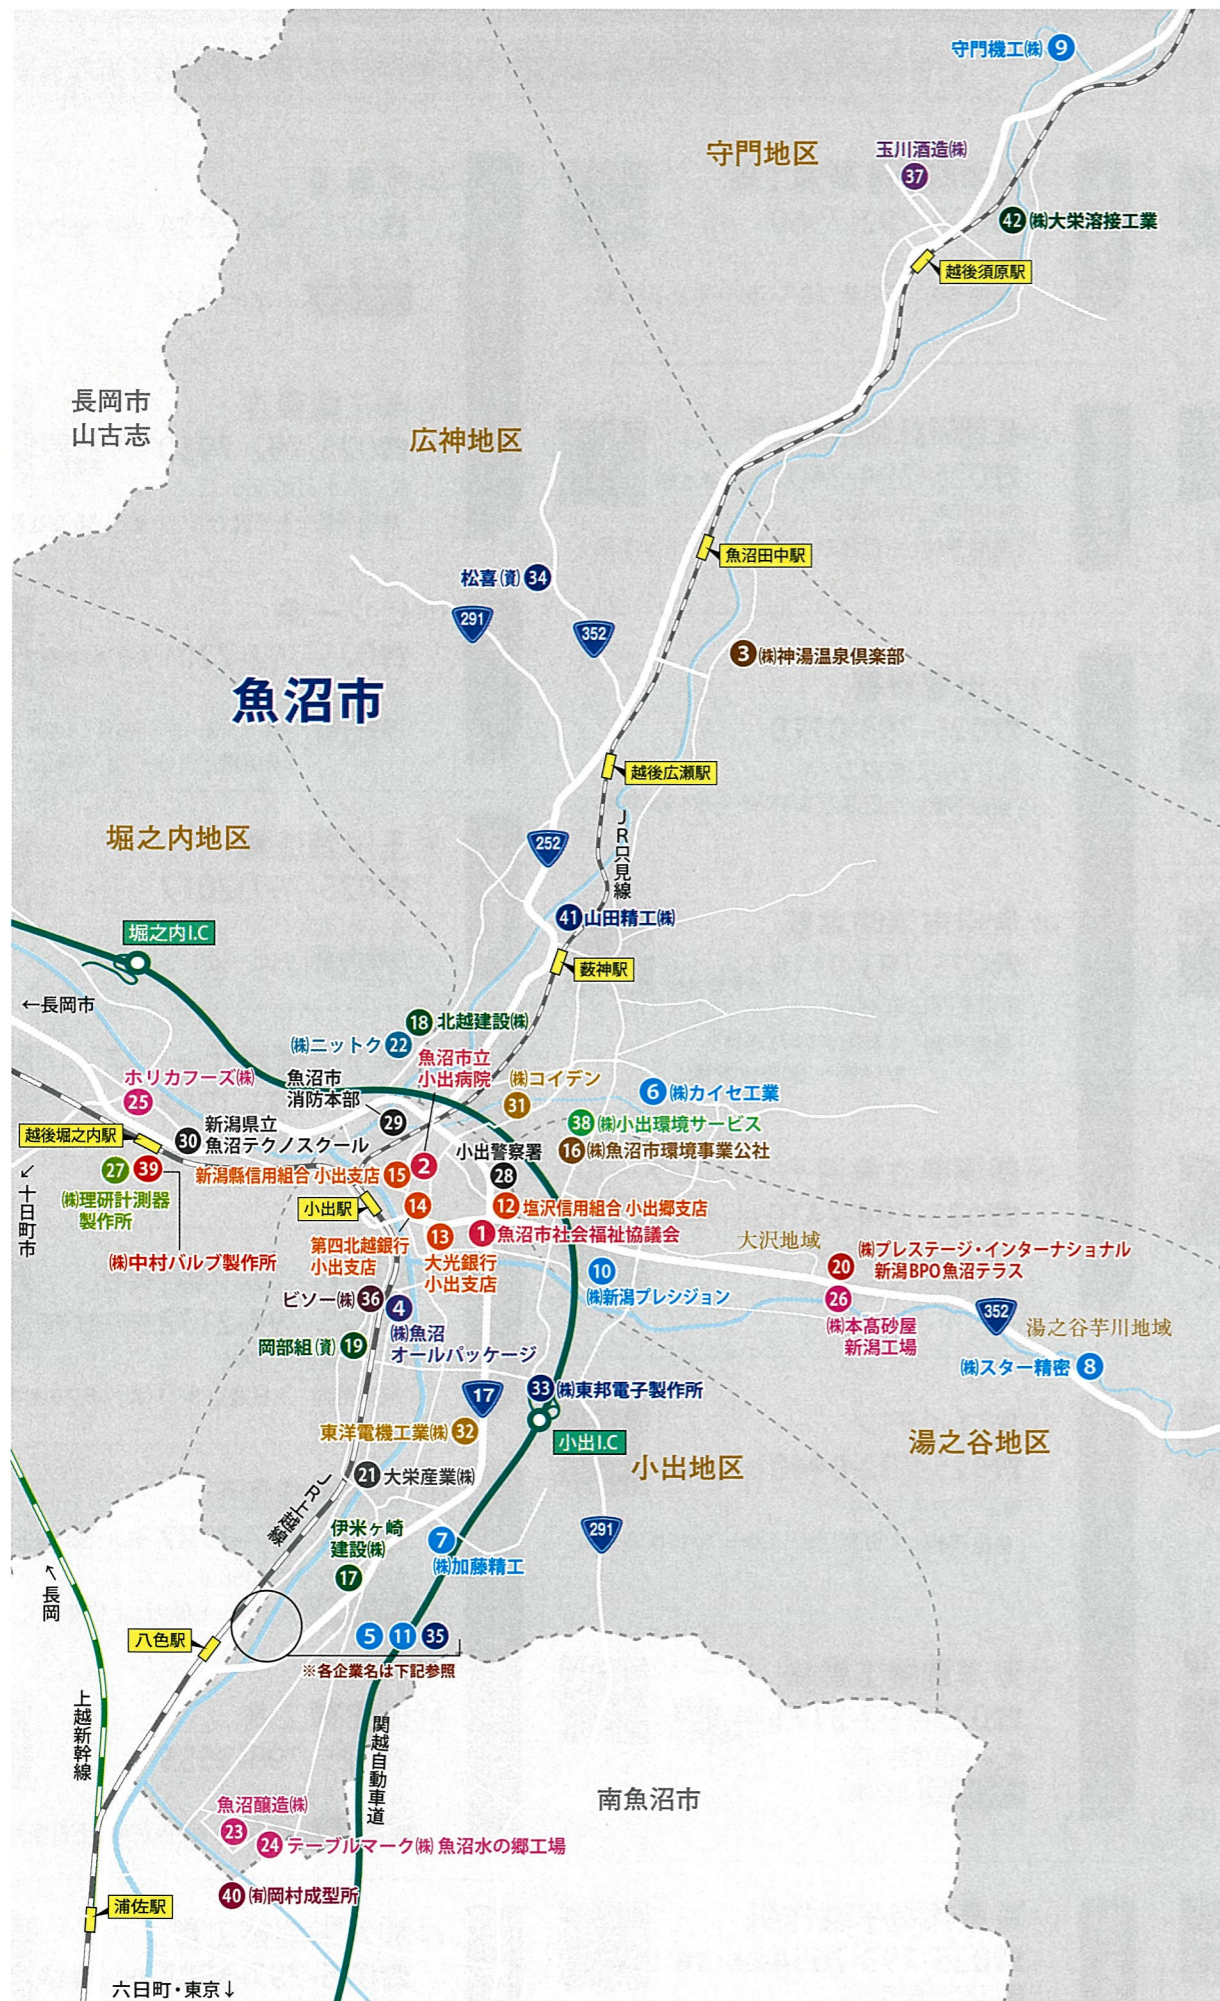 守門機工㈱ 9
守門地区
玉川酒造㈱
37
42 ㈱大栄溶接工業
越後須原駅
長岡市
山古志
広神地区
魚沼田中駅
松喜㈾ 34
291
352
3 ㈱神湯温泉倶楽部
魚沼市
越後広瀬駅
堀之内地区
252
JR只見線
41 山田精工㈱
堀之内I.C
薮神駅
←長岡市
18 北越建設㈱
㈱ニットク 22
魚沼市立
小出病院
ホリカフーズ㈱
25
魚沼市
消防本部
29
㈱コイデン
31
6 ㈱カイセ工業
38 ㈱小出環境サービス
越後堀之内駅
30 新潟県立
魚沼テクノスクール
小出警察署
28
16 ㈱魚沼市環境事業公社
27 39
㈱理研計測器
製作所
新潟縣信用組合 小出支店 15 2
←十日町市
小出駅
14
12 塩沢信用組合 小出郷支店
㈱中村バルブ製作所
第四北越銀行
小出支店
13
大光銀行
小出支店
1 魚沼市社会福祉協議会
大沢地域
20 ㈱プレステージ・インターナショナル
新潟BPO魚沼テラス
10
㈱新潟プレシジョン
26
㈱本髙砂屋
新潟工場
352
湯之谷芋川地域
ビソー㈱ 36
4
㈱魚沼
オールパッケージ
岡部組㈾ 19
㈱スター精密 8
17
33 ㈱東邦電子製作所
東洋電機工業㈱ 32
小出I.C
小出地区
湯之谷地区
21 大栄産業㈱
JR上越線
伊米ヶ崎
建設㈱
17
7
㈱加藤精工
291
←長岡
5 11 35
八色駅
※各企業名は下記参照
上越新幹線
関越自動車道
南魚沼市
魚沼醸造㈱
23
24 テーブルマーク㈱ 魚沼水の郷工場
40 ㈲岡村成型所
浦佐駅
六日町・東京↓